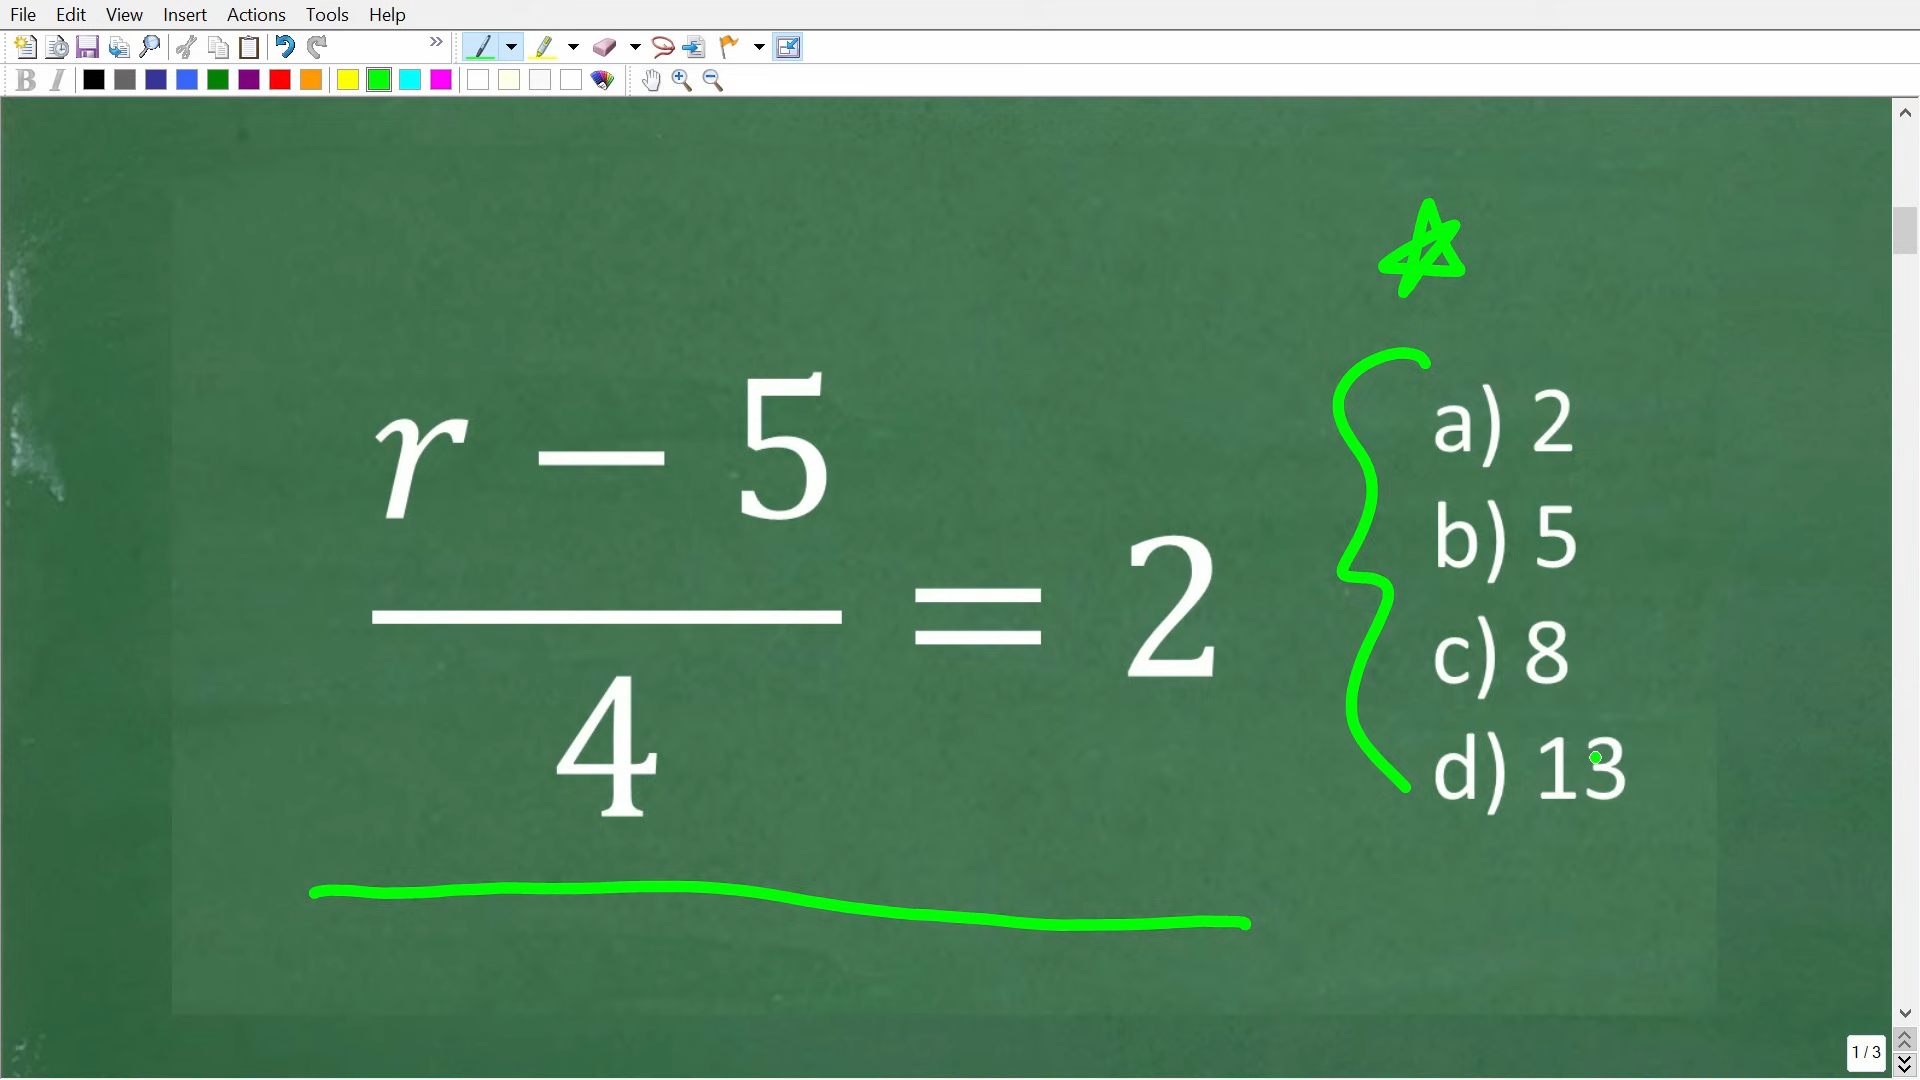 File Edit View Insert Actions Tools Help
B I
r − 5
4
= 2
a) 2
b) 5
c) 8
d) 13
1 / 3